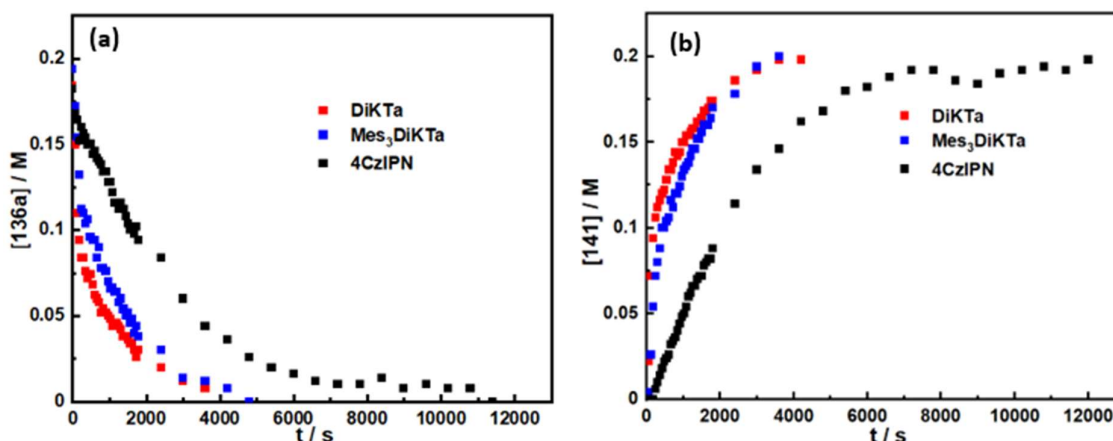 (a)
0.2
0.15
0.1
0.05
0
[136a] / M
DiKTa
Mes₃DiKTa
4CzIPN
0 2000 4000 6000 8000 10000 12000
t / s
(b)
0.2
0.15
0.1
0.05
0
[141] / M
DiKTa
Mes₃DiKTa
4CzIPN
0 2000 4000 6000 8000 10000 12000
t / s